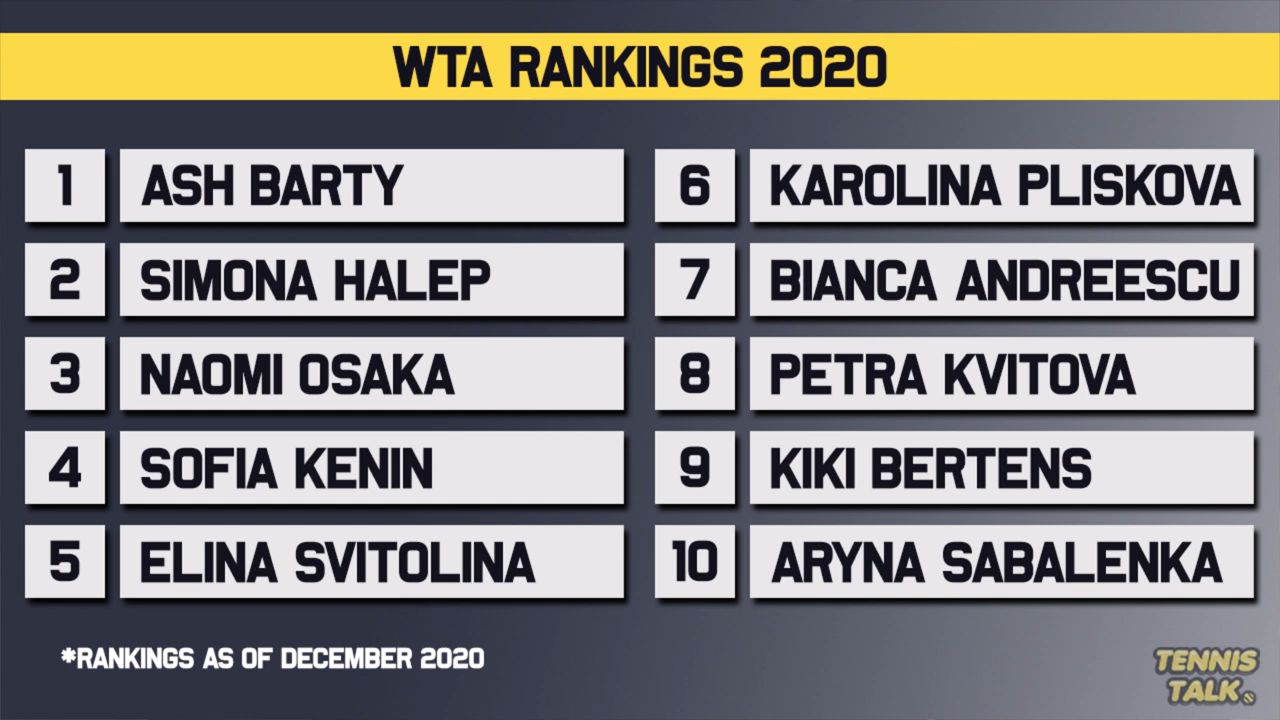 WTA RANKINGS 2020
1 ASH BARTY
2 SIMONA HALEP
3 NAOMI OSAKA
4 SOFIA KENIN
5 ELINA SVITOLINA
6 KAROLINA PLISKOVA
7 BIANCA ANDREESCU
8 PETRA KVITOVA
9 KIKI BERTENS
10 ARYNA SABALENKA
*RANKINGS AS OF DECEMBER 2020
TENNIS
TALK